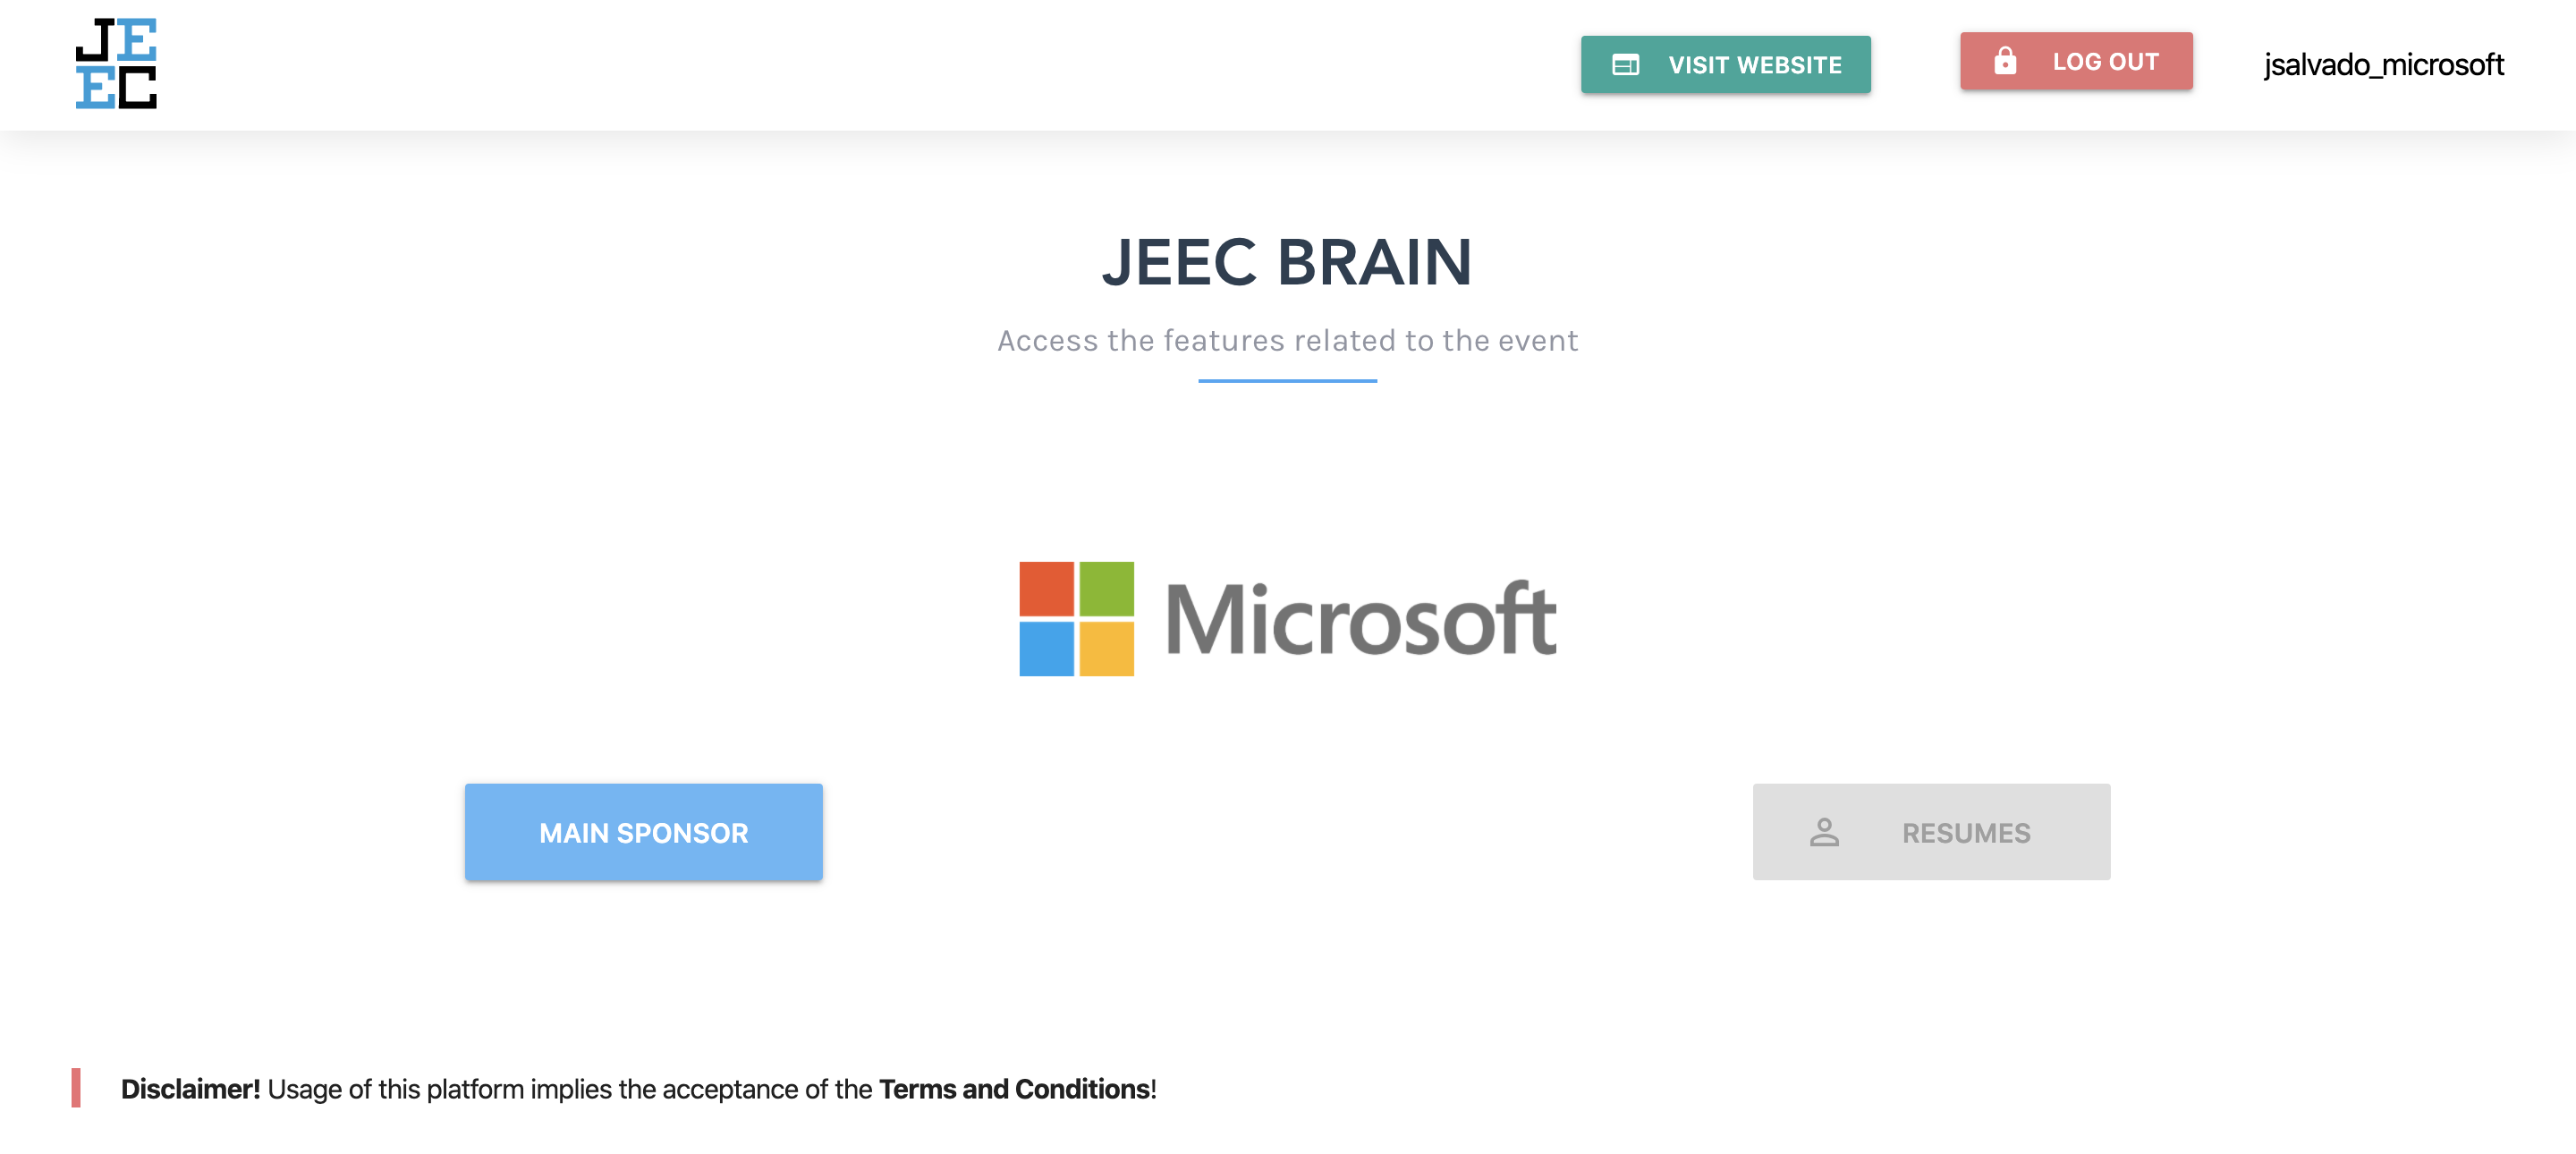 JE
EC
VISIT WEBSITE
LOG OUT
jsalvado_microsoft
JEEC BRAIN
Access the features related to the event
Microsoft
MAIN SPONSOR
RESUMES
Disclaimer! Usage of this platform implies the acceptance of the Terms and Conditions!